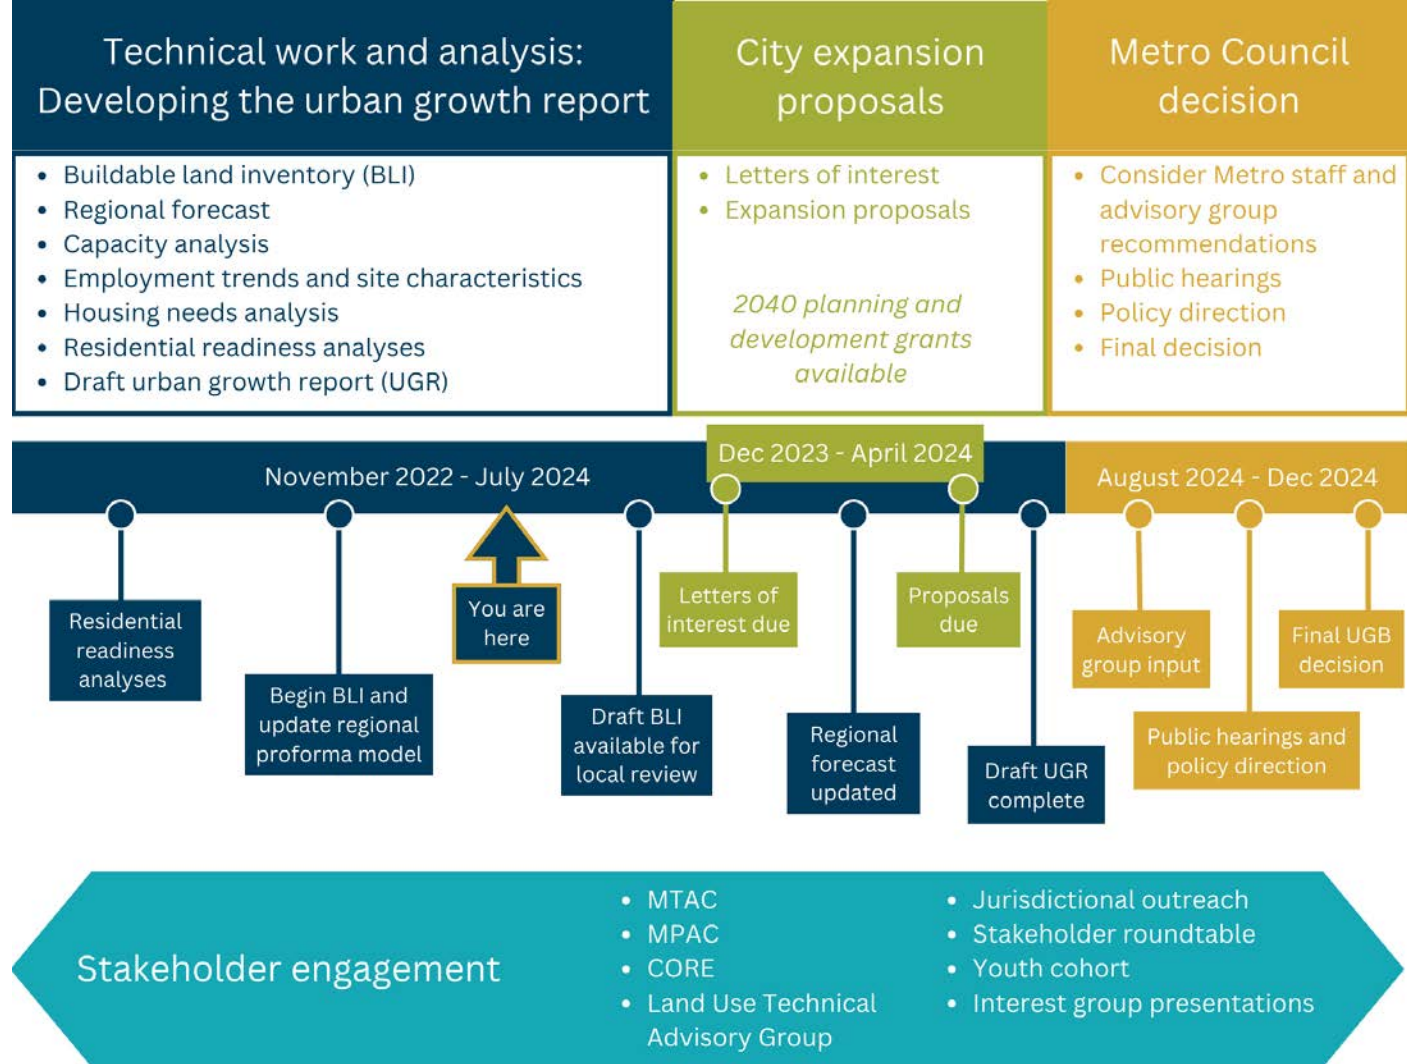 Technical work and analysis:
Developing the urban growth report
• Buildable land inventory (BLI)
• Regional forecast
• Capacity analysis
• Employment trends and site characteristics
• Housing needs analysis
• Residential readiness analyses
• Draft urban growth report (UGR)
City expansion
proposals
• Letters of interest
• Expansion proposals
2040 planning and
development grants
available
Metro Council
decision
• Consider Metro staff and
advisory group
recommendations
• Public hearings
• Policy direction
• Final decision
November 2022 - July 2024
Dec 2023 - April 2024
August 2024 - Dec 2024
Residential
readiness
analyses
Begin BLI and
update regional
proforma model
You are
here
Draft BLI
available for
local review
Letters of
interest due
Regional
forecast
updated
Proposals
due
Draft UGR
complete
Advisory
group input
Public hearings and
policy direction
Final UGB
decision
Stakeholder engagement
• MTAC
• MPAC
• CORE
• Land Use Technical
Advisory Group
• Jurisdictional outreach
• Stakeholder roundtable
• Youth cohort
• Interest group presentations